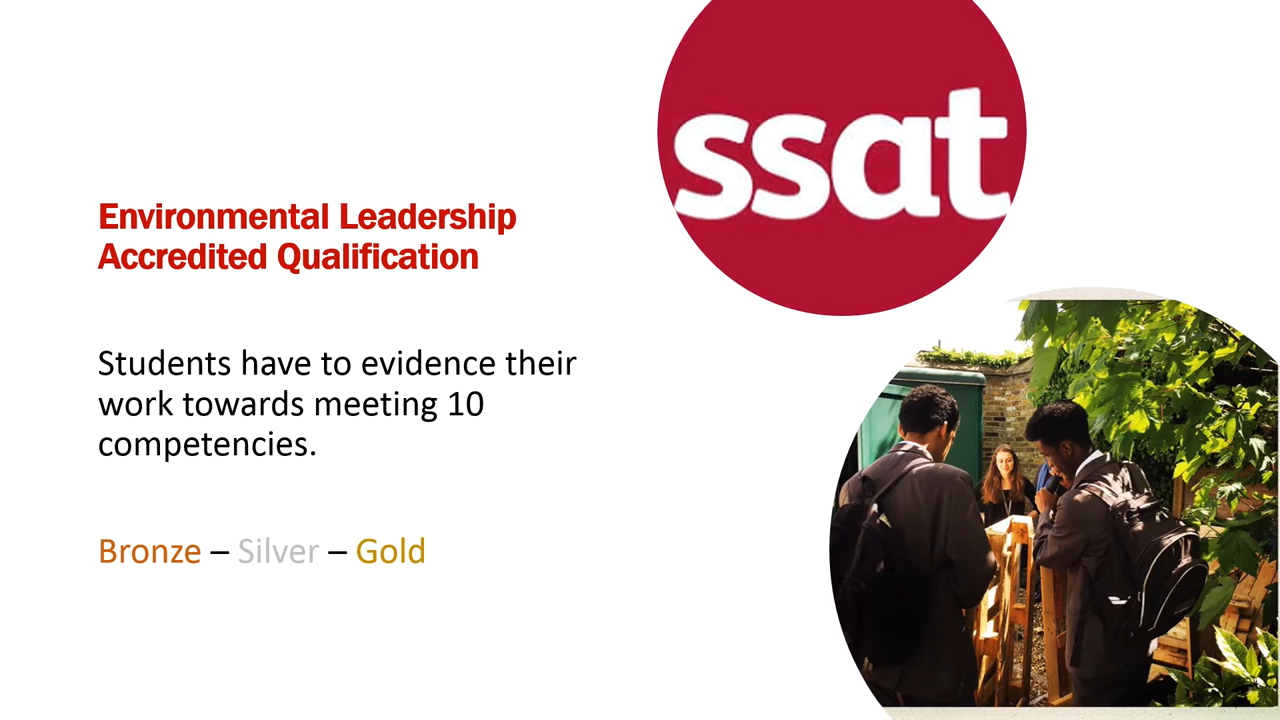 ssat
Environmental Leadership
Accredited Qualification
Students have to evidence their
work towards meeting 10
competencies.
Bronze – Silver – Gold